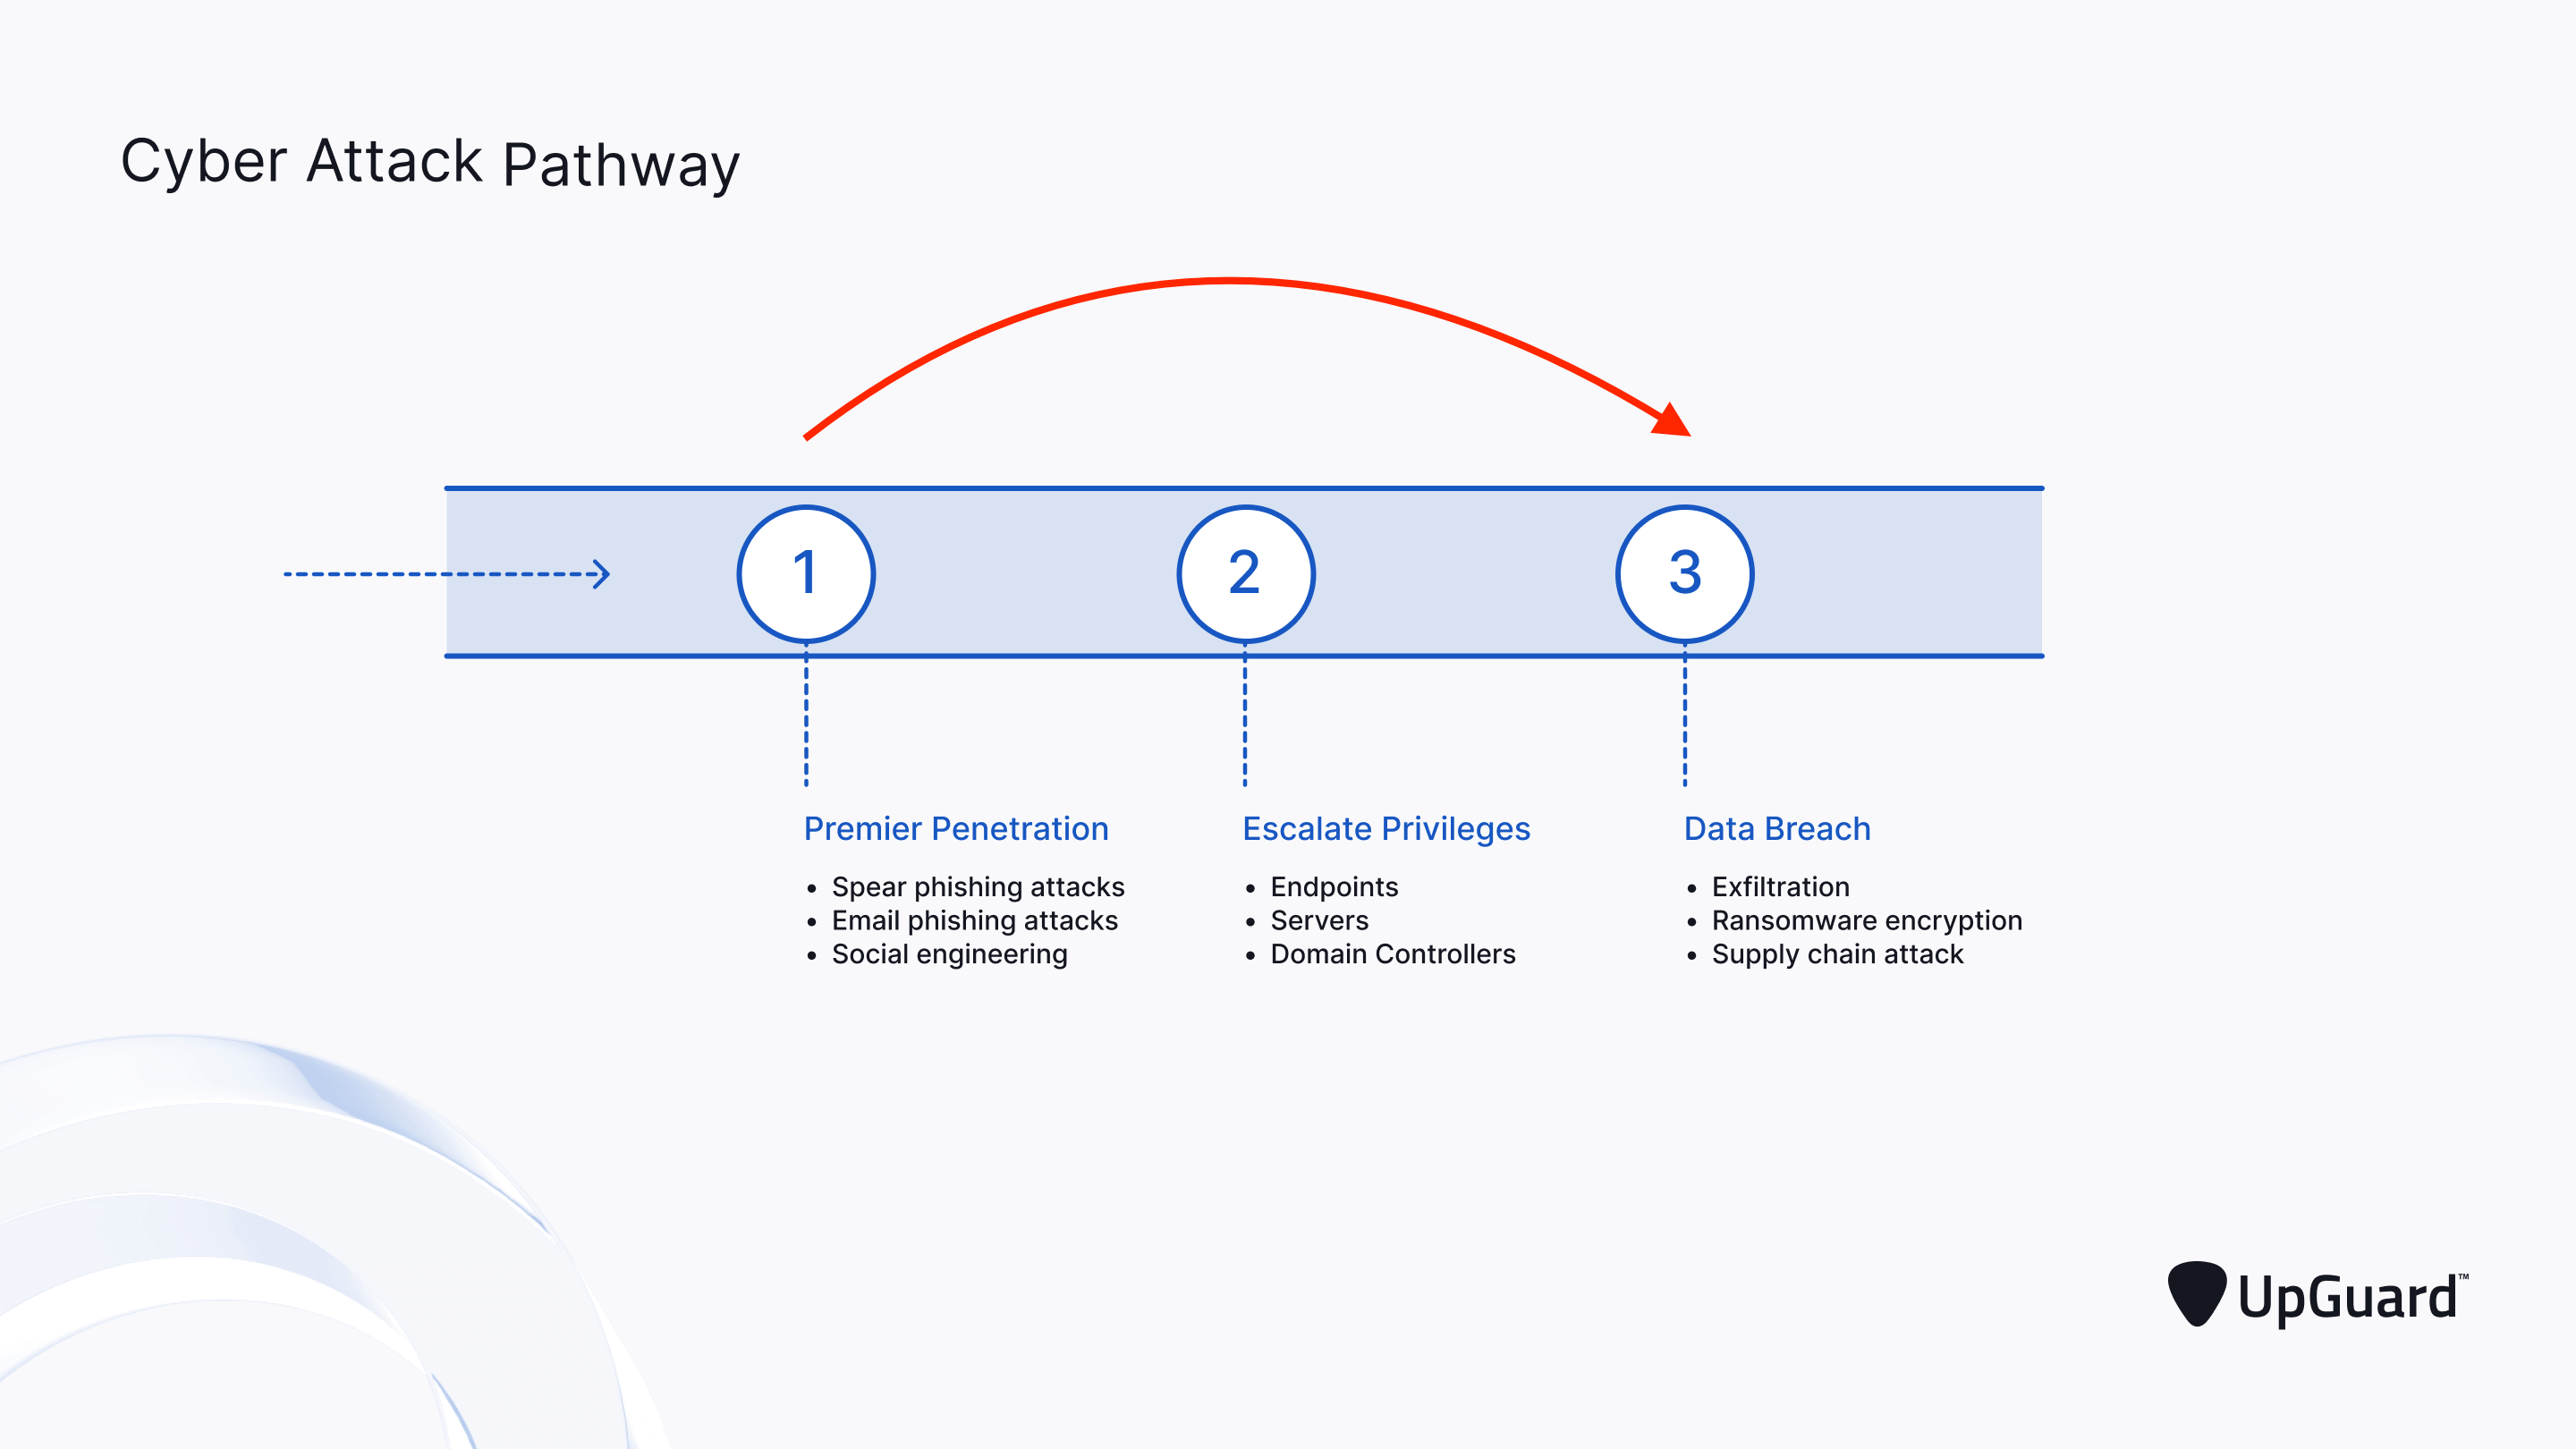 Cyber Attack Pathway
1
2
3
Premier Penetration
• Spear phishing attacks
• Email phishing attacks
• Social engineering
Escalate Privileges
• Endpoints
• Servers
• Domain Controllers
Data Breach
• Exfiltration
• Ransomware encryption
• Supply chain attack
UpGuard™